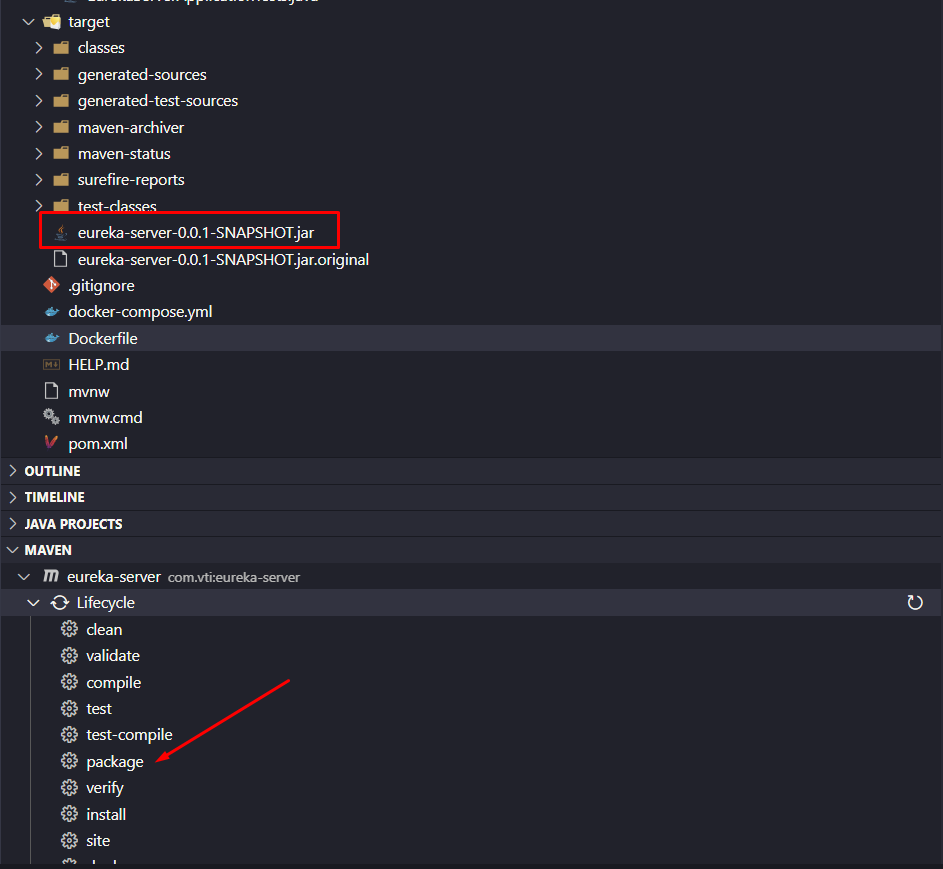 target
classes
generated-sources
generated-test-sources
maven-archiver
maven-status
surefire-reports
test-classes
eureka-server-0.0.1-SNAPSHOT.jar
eureka-server-0.0.1-SNAPSHOT.jar.original
.gitignore
docker-compose.yml
Dockerfile
HELP.md
mvnw
mvnw.cmd
pom.xml
OUTLINE
TIMELINE
JAVA PROJECTS
MAVEN
eureka-server com.vti:eureka-server
Lifecycle
clean
validate
compile
test
test-compile
package
verify
install
site